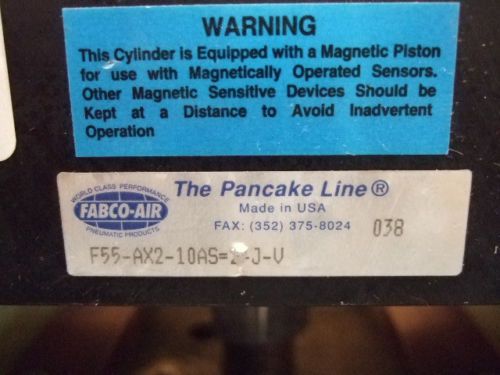 WARNING
This Cylinder is Equipped with a Magnetic Piston
for use with Magnetically Operated Sensors.
Other Magnetic Sensitive Devices Should be
Kept at a Distance to Avoid Inadvertent
Operation
WORLD CLASS PERFORMANCE
FABCO-AIR
PNEUMATIC PRODUCTS
The Pancake Line®
Made in USA
FAX: (352) 375-8024 038